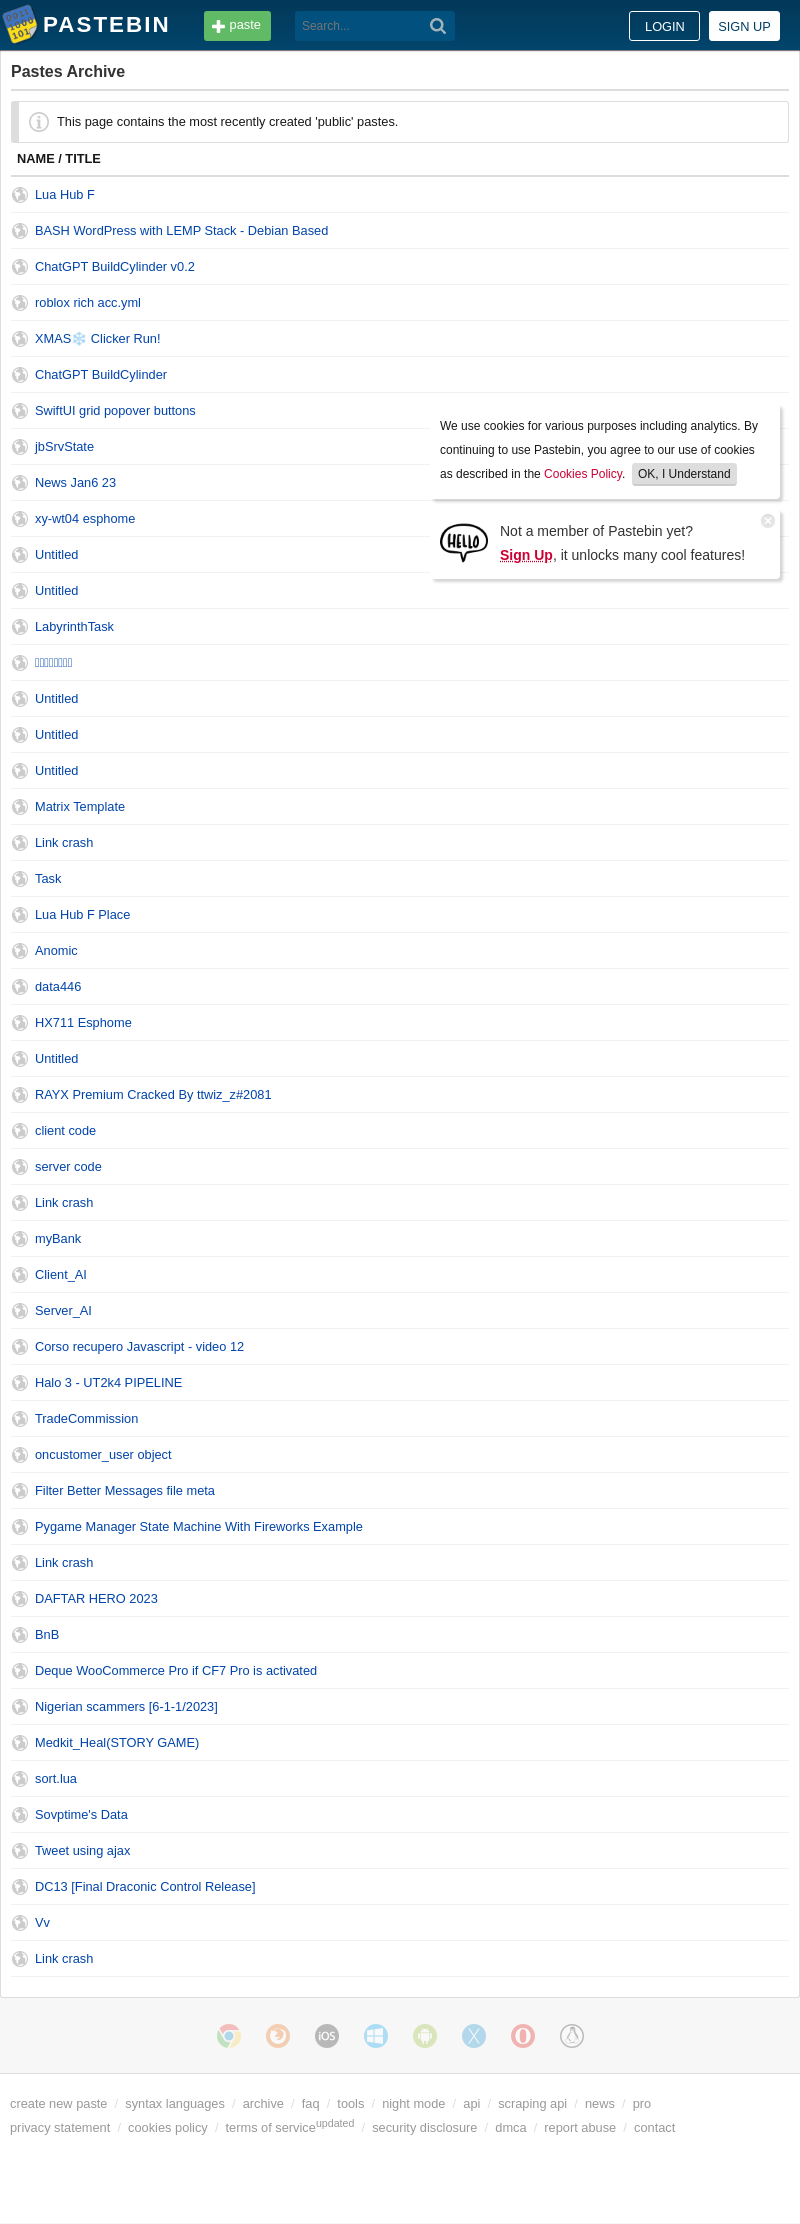 PASTEBIN
paste
Search...
LOGIN
SIGN UP
Pastes Archive
This page contains the most recently created 'public' pastes.
NAME / TITLE
Lua Hub F
BASH WordPress with LEMP Stack - Debian Based
ChatGPT BuildCylinder v0.2
roblox rich acc.yml
XMAS❄️ Clicker Run!
ChatGPT BuildCylinder
SwiftUI grid popover buttons
jbSrvState
News Jan6 23
xy-wt04 esphome
Untitled
We use cookies for various purposes including analytics. By
continuing to use Pastebin, you agree to our use of cookies
as described in the Cookies Policy. OK, I Understand
HELLO
Not a member of Pastebin yet?
Sign Up, it unlocks many cool features!
Untitled
LabyrinthTask
Untitled
Untitled
Untitled
Matrix Template
Link crash
Task
Lua Hub F Place
Anomic
data446
HX711 Esphome
Untitled
RAYX Premium Cracked By ttwiz_z#2081
client code
server code
Link crash
myBank
Client_AI
Server_AI
Corso recupero Javascript - video 12
Halo 3 - UT2k4 PIPELINE
TradeCommission
oncustomer_user object
Filter Better Messages file meta
Pygame Manager State Machine With Fireworks Example
Link crash
DAFTAR HERO 2023
BnB
Deque WooCommerce Pro if CF7 Pro is activated
Nigerian scammers [6-1-1/2023]
Medkit_Heal(STORY GAME)
sort.lua
Sovptime's Data
Tweet using ajax
DC13 [Final Draconic Control Release]
Vv
Link crash
iOS
create new paste / syntax languages / archive / faq / tools / night mode / api / scraping api / news / pro
privacy statement / cookies policy / terms of serviceupdated / security disclosure / dmca / report abuse / contact